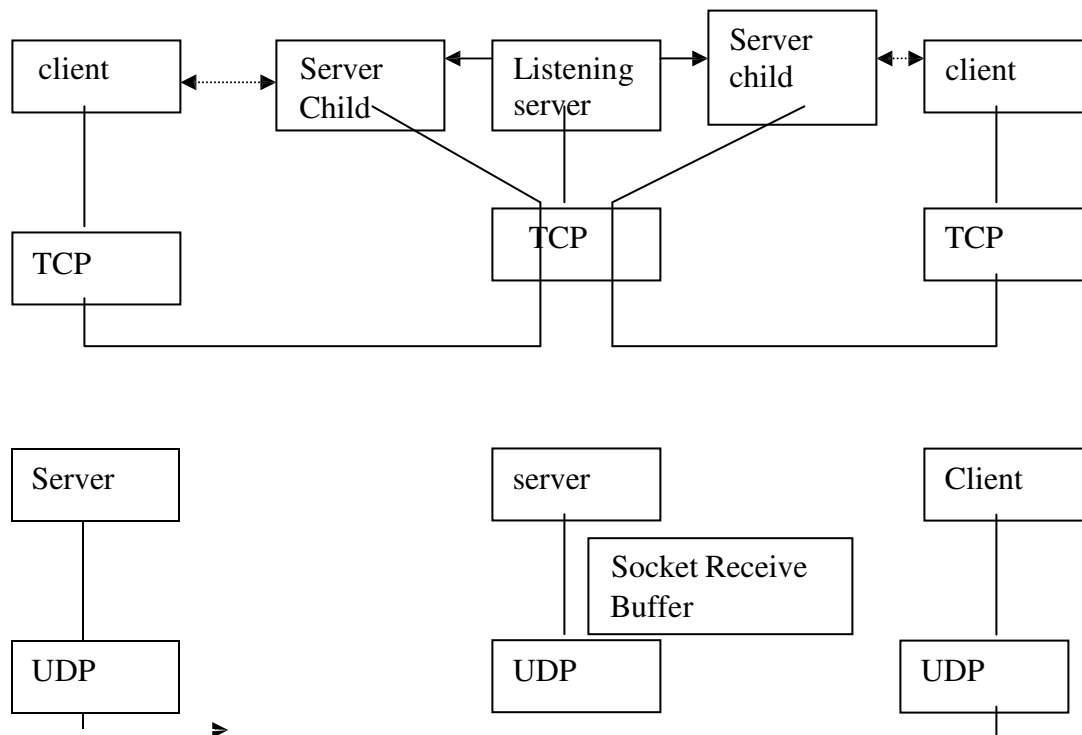 client
Server
Child
Listening
server
Server
child
client
TCP
TCP
TCP
Server
server
Client
Socket Receive
Buffer
UDP
UDP
UDP